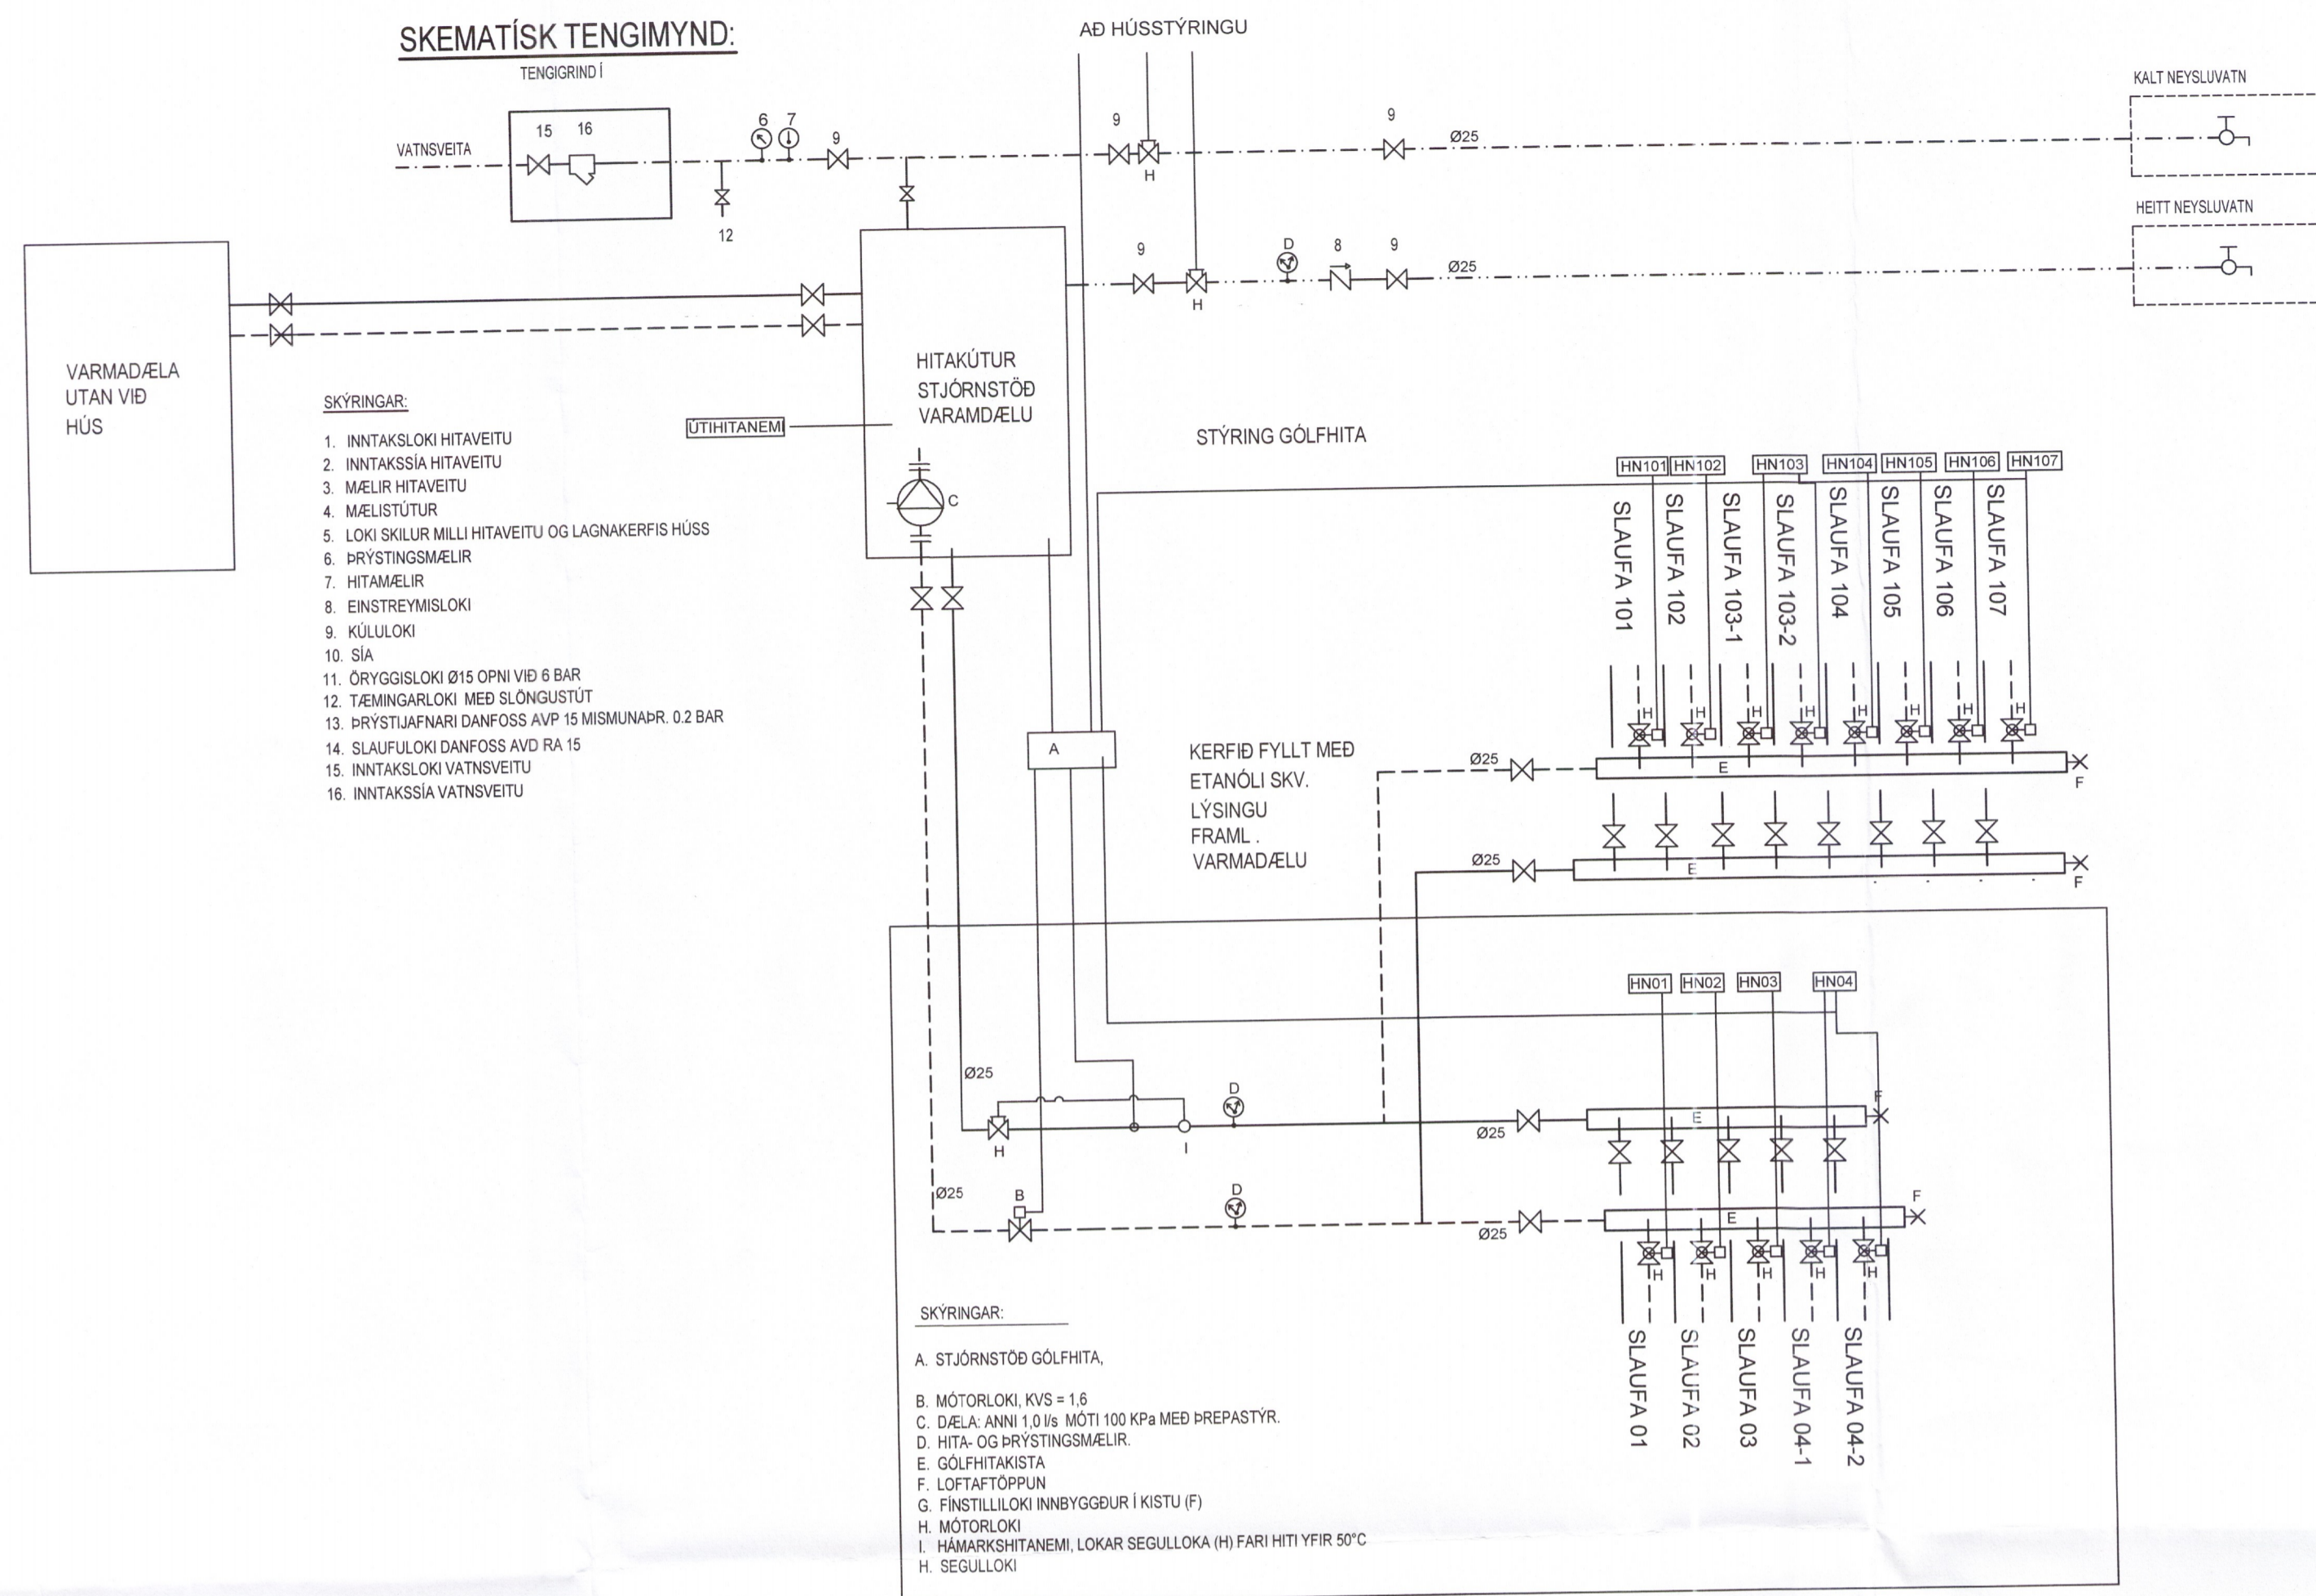 SKEMATÍSK TENGIMYND:
TENGIGRIND Í
AÐ HÚSSTÝRINGU
KALT NEYSLUVATN
VATNSVEITA
15 16
6 7
9
9
9
Ø25
H
12
HEITT NEYSLUVATN
9
D
8
9
Ø25
H
VARMADÆLA
UTAN VIÐ
HÚS
HITAKÚTUR
STJÓRNSTÖÐ
VARAMDÆLU
ÚTIHITANEMI
C
SKÝRINGAR:
1. INNTAKSLOKI HITAVEITU
2. INNTAKSSÍA HITAVEITU
3. MÆLIR HITAVEITU
4. MÆLISTÚTUR
5. LOKI SKILUR MILLI HITAVEITU OG LAGNAKERFIS HÚSS
6. ÞRÝSTINGSMÆLIR
7. HITAMÆLIR
8. EINSTREYMISLOKI
9. KÚLULOKI
10. SÍA
11. ÖRYGGISLOKI Ø15 OPNI VIÐ 6 BAR
12. TÆMINGARLOKI MEÐ SLÖNGUSTÚT
13. ÞRÝSTIJAFNARI DANFOSS AVP 15 MISMUNAÞR. 0.2 BAR
14. SLAUFULOKI DANFOSS AVD RA 15
15. INNTAKSLOKI VATNSVEITU
16. INNTAKSSÍA VATNSVEITU
STÝRING GÓLFHITA
HN101 HN102 HN103 HN104 HN105 HN106 HN107
SLAUFA 101
SLAUFA 102
SLAUFA 103-1
SLAUFA 103-2
SLAUFA 104
SLAUFA 105
SLAUFA 106
SLAUFA 107
H H H H H H H H
A
KERFIÐ FYLLT MEÐ
ETANÓLI SKV.
LÝSINGU
FRAML .
VARMADÆLU
Ø25
E
F
Ø25
E
F
HN01 HN02 HN03 HN04
Ø25
D
H
I
Ø25
E
F
Ø25
B
D
Ø25
E
F
H H H H H
SLAUFA 01
SLAUFA 02
SLAUFA 03
SLAUFA 04-1
SLAUFA 04-2
SKÝRINGAR:
A. STJÓRNSTÖÐ GÓLFHITA,
B. MÓTORLOKI, KVS = 1,6
C. DÆLA: ANNI 1,0 l/s MÓTI 100 KPa MEÐ ÞREPASTÝR.
D. HITA- OG ÞRÝSTINGSMÆLIR.
E. GÓLFHITAKISTA
F. LOFTAFTÖPPUN
G. FÍNSTILLILOKI INNBYGGÐUR Í KISTU (F)
H. MÓTORLOKI
I. HÁMARKSHITANEMI, LOKAR SEGULLOKA (H) FARI HITI YFIR 50°C
H. SEGULLOKI